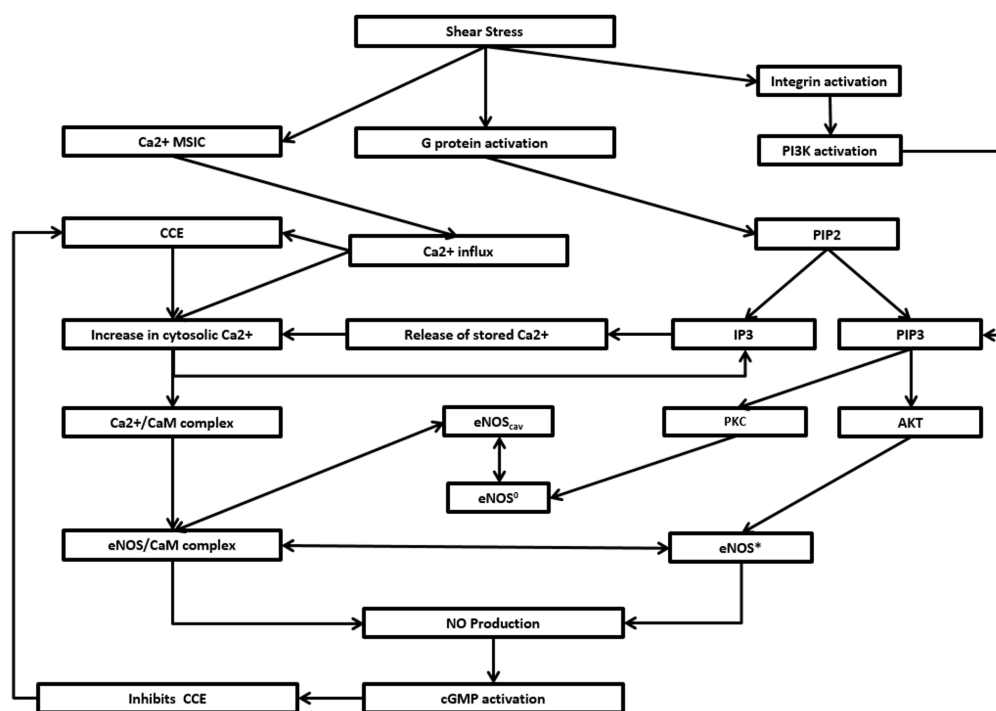 Shear Stress
Integrin activation
Ca2+ MSIC
G protein activation
PI3K activation
CCE
Ca2+ influx
PIP2
Increase in cytosolic Ca2+
Release of stored Ca2+
IP3
PIP3
Ca2+/CaM complex
eNOScav
PKC
AKT
eNOS⁰
eNOS/CaM complex
eNOS*
NO Production
Inhibits CCE
cGMP activation